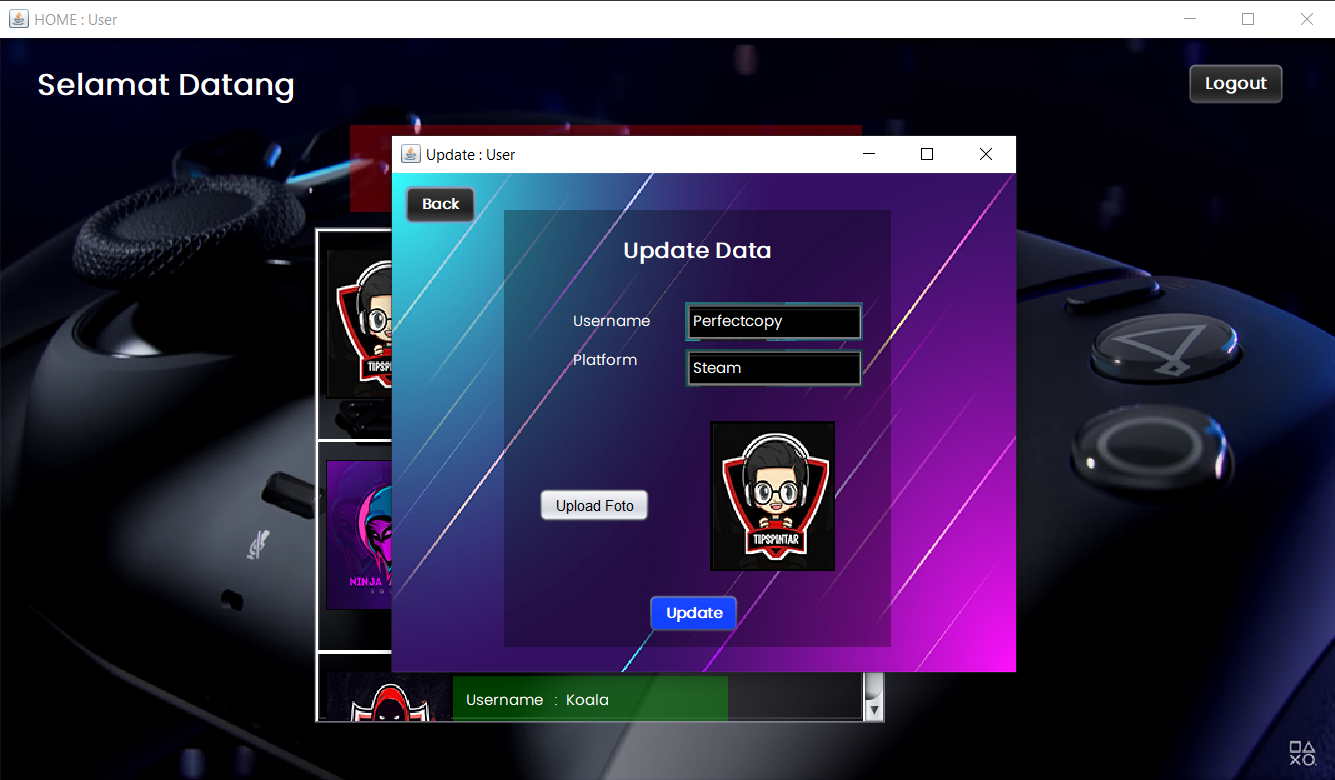 HOME : User
Selamat Datang
Logout
Update : User
Back
Update Data
Username
Perfectcopy
Platform
Steam
TIPSPINTAR
Upload Foto
TIPSPINTAR
NINJA
Update
Username : Koala